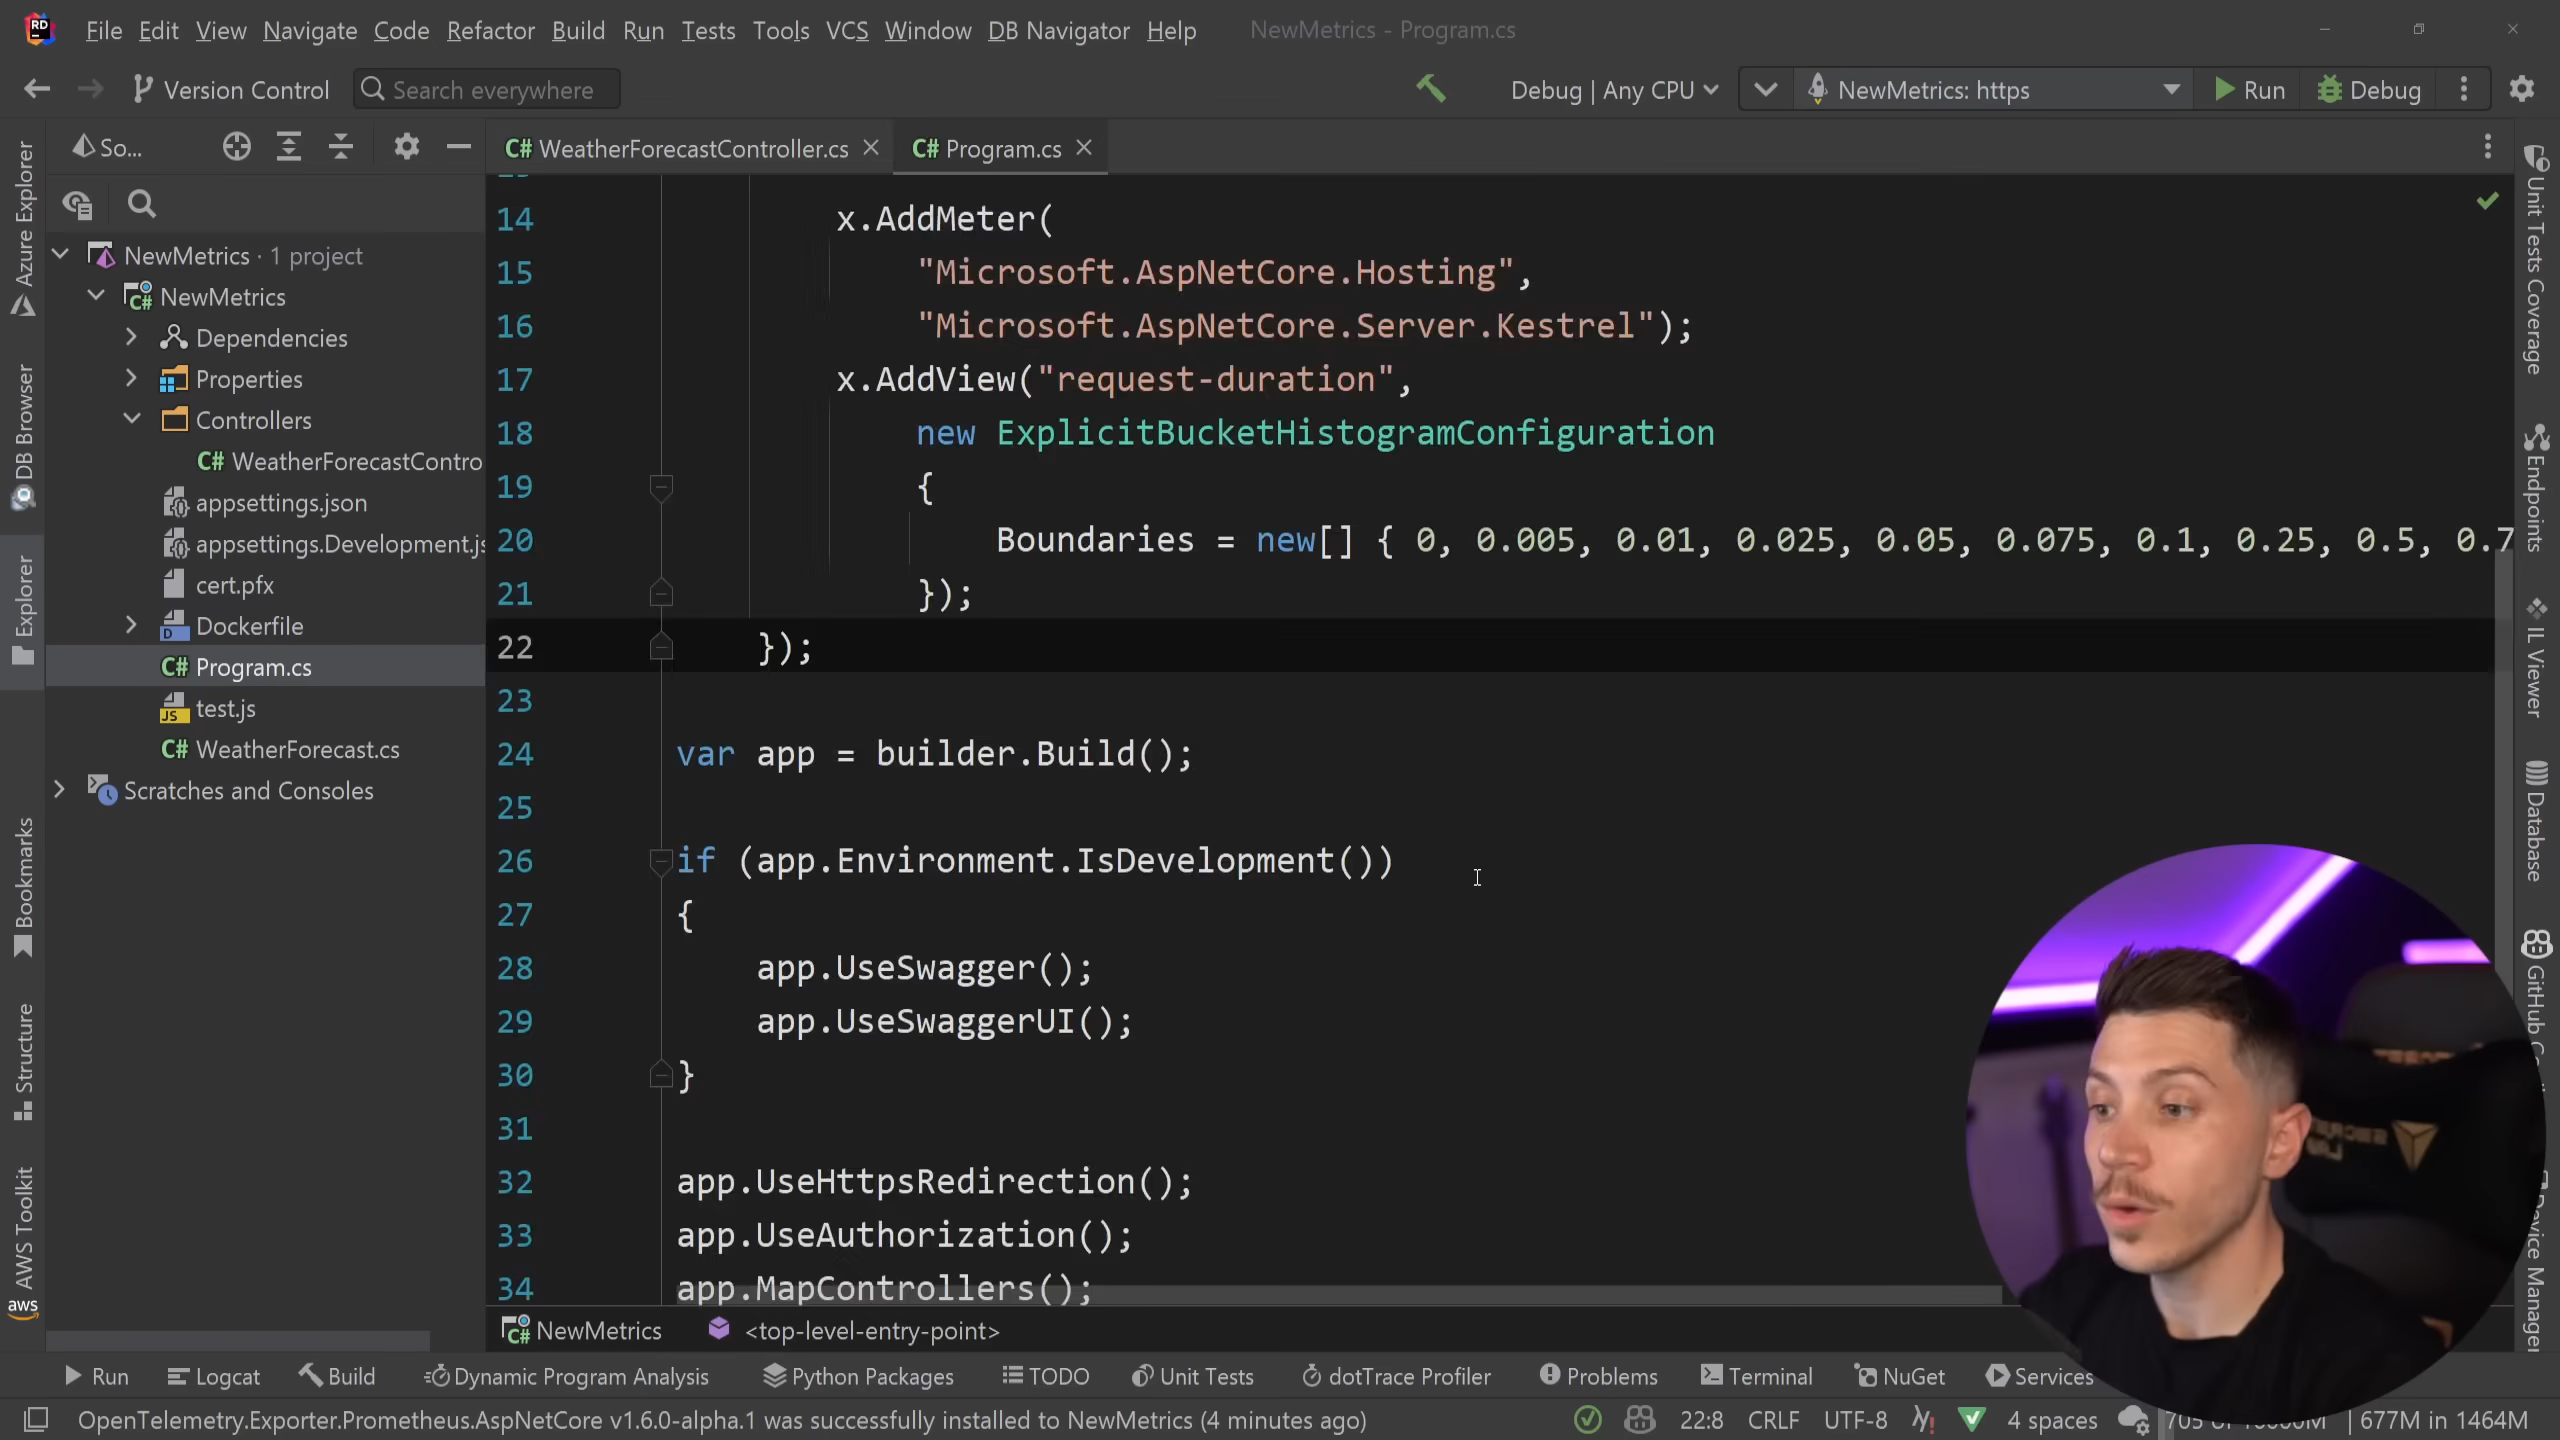 RD
File Edit View Navigate Code Refactor Build Run Tests Tools VCS Window DB Navigator Help
NewMetrics - Program.cs
Version Control
Search everywhere
Debug | Any CPU
NewMetrics: https
Run
Debug
So...
C# WeatherForecastController.cs
C# Program.cs
NewMetrics · 1 project
C# NewMetrics
Dependencies
Properties
Controllers
C# WeatherForecastContro
appsettings.json
appsettings.Development.js
cert.pfx
Dockerfile
C# Program.cs
JS test.js
C# WeatherForecast.cs
Scratches and Consoles
Azure Explorer
DB Browser
Explorer
Bookmarks
Structure
AWS Toolkit
aws
14 x.AddMeter(
15 "Microsoft.AspNetCore.Hosting",
16 "Microsoft.AspNetCore.Server.Kestrel");
17 x.AddView("request-duration",
18 new ExplicitBucketHistogramConfiguration
19 {
20 Boundaries = new[] { 0, 0.005, 0.01, 0.025, 0.05, 0.075, 0.1, 0.25, 0.5, 0.7
21 });
22 });
23
24 var app = builder.Build();
25
26 if (app.Environment.IsDevelopment())
27 {
28 app.UseSwagger();
29 app.UseSwaggerUI();
30 }
31
32 app.UseHttpsRedirection();
33 app.UseAuthorization();
34 app.MapControllers();
Unit Tests Coverage
Endpoints
IL Viewer
Database
GitHub
Device Manager
C# NewMetrics
<top-level-entry-point>
Run Logcat Build Dynamic Program Analysis Python Packages TODO Unit Tests dotTrace Profiler Problems Terminal NuGet Services
OpenTelemetry.Exporter.Prometheus.AspNetCore v1.6.0-alpha.1 was successfully installed to NewMetrics (4 minutes ago)
22:8 CRLF UTF-8 4 spaces
677M in 1464M